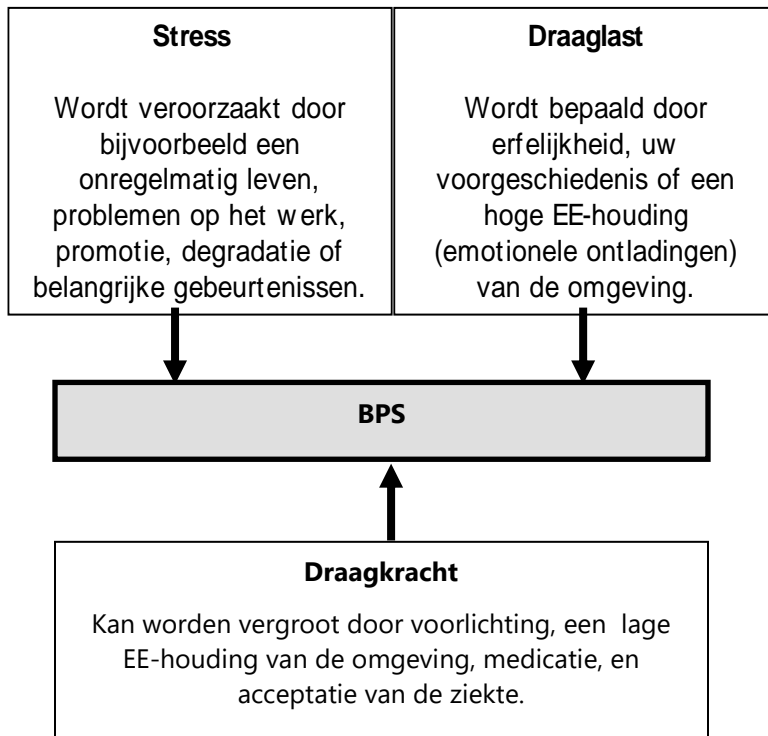 Stress
Wordt veroorzaakt door
bijvoorbeeld een
onregelmatig leven,
problemen op het werk,
promotie, degradatie of
belangrijke gebeurtenissen.
Draaglast
Wordt bepaald door
erfelijkheid, uw
voorgeschiedenis of een
hoge EE-houding
(emotionele ontladingen)
van de omgeving.
BPS
Draagkracht
Kan worden vergroot door voorlichting, een lage
EE-houding van de omgeving, medicatie, en
acceptatie van de ziekte.